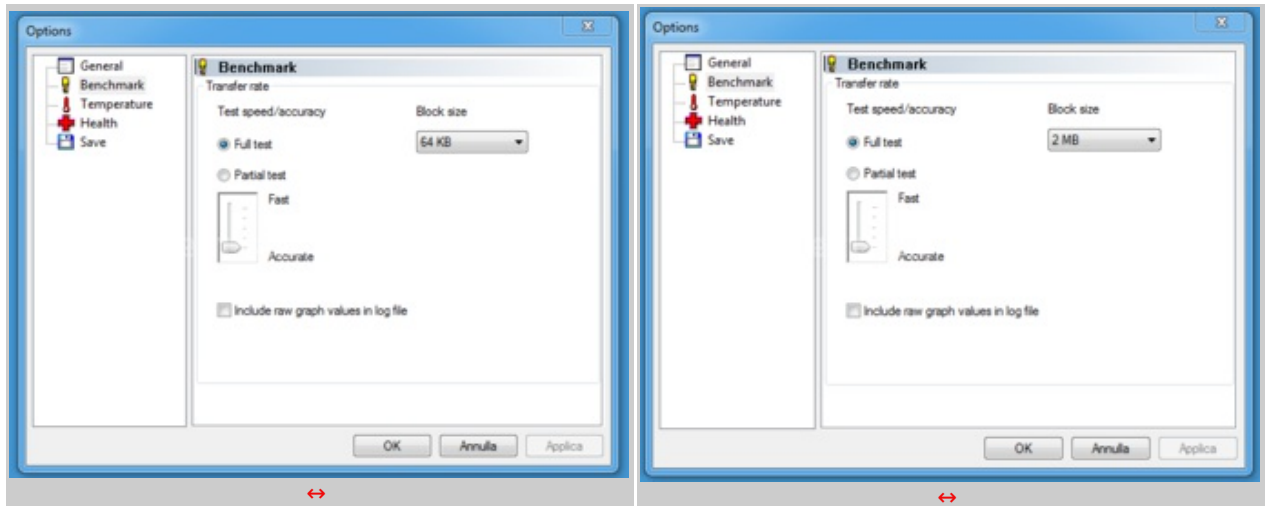 Options
General
Benchmark
Temperature
Health
Save
Benchmark
Transfer rate
Test speed/accuracy
Block size
Full test
64 KB
Partial test
Fast
Accurate
Include raw graph values in log file
OK
Annulla
Applica
Options
General
Benchmark
Temperature
Health
Save
Benchmark
Transfer rate
Test speed/accuracy
Block size
Full test
2 MB
Partial test
Fast
Accurate
Include raw graph values in log file
OK
Annulla
Applica